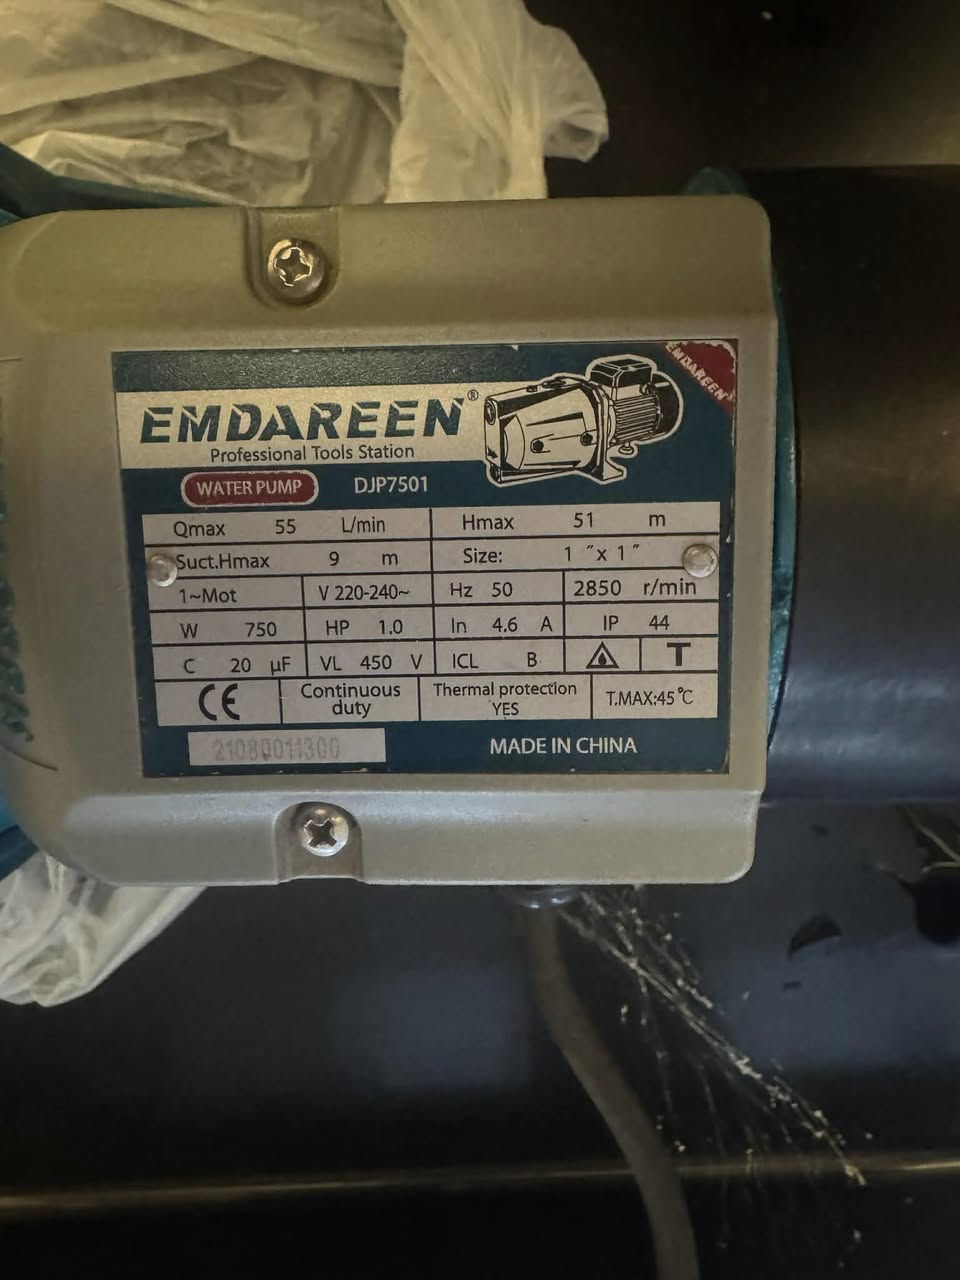 EMDAREEN
EMDAREEN®
Professional Tools Station
WATER PUMP DJP7501
Qmax 55 L/min Hmax 51 m
Suct.Hmax 9 m Size: 1 "x 1 "
1~Mot V 220-240~ Hz 50 2850 r/min
W 750 HP 1.0 In 4.6 A IP 44
C 20 µF VL 450 V ICL B T
CE Continuous duty Thermal protection YES T.MAX:45°C
MADE IN CHINA